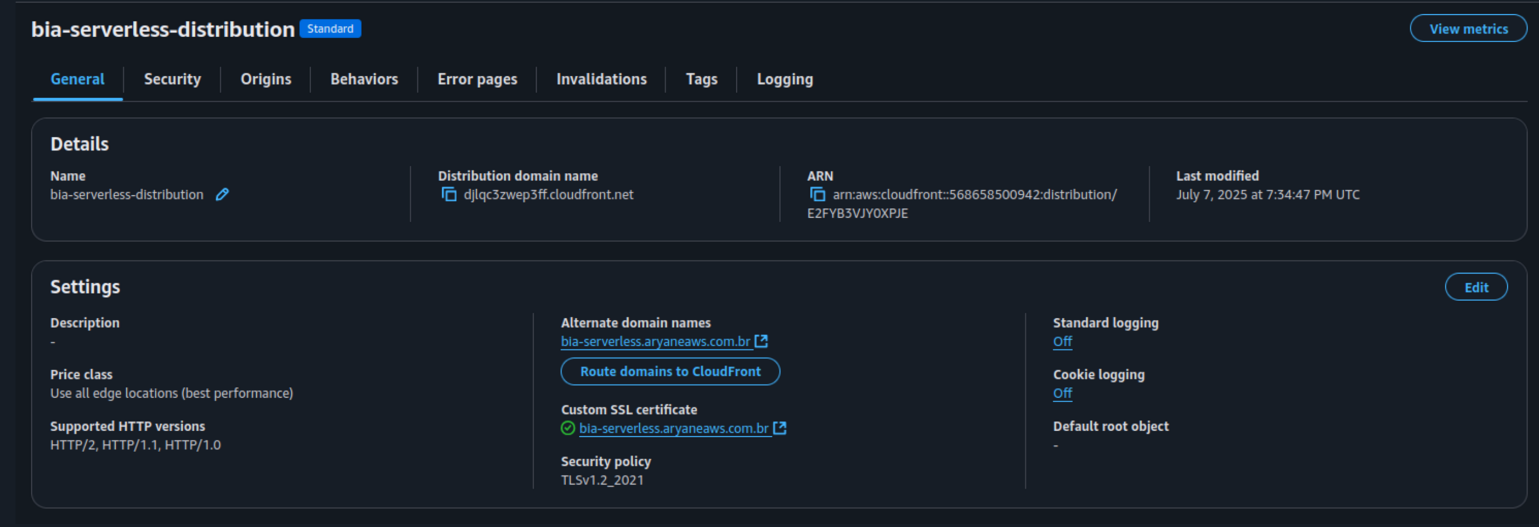 bia-serverless-distribution Standard View metrics
General Security Origins Behaviors Error pages Invalidations Tags Logging
Details
Name
bia-serverless-distribution
Distribution domain name
djlqc3zwep3ff.cloudfront.net
ARN
arn:aws:cloudfront::568658500942:distribution/
E2FYB3VJY0XPJE
Last modified
July 7, 2025 at 7:34:47 PM UTC
Settings Edit
Description
-
Price class
Use all edge locations (best performance)
Supported HTTP versions
HTTP/2, HTTP/1.1, HTTP/1.0
Alternate domain names
bia-serverless.aryaneaws.com.br
Route domains to CloudFront
Custom SSL certificate
bia-serverless.aryaneaws.com.br
Security policy
TLSv1.2_2021
Standard logging
Off
Cookie logging
Off
Default root object
-